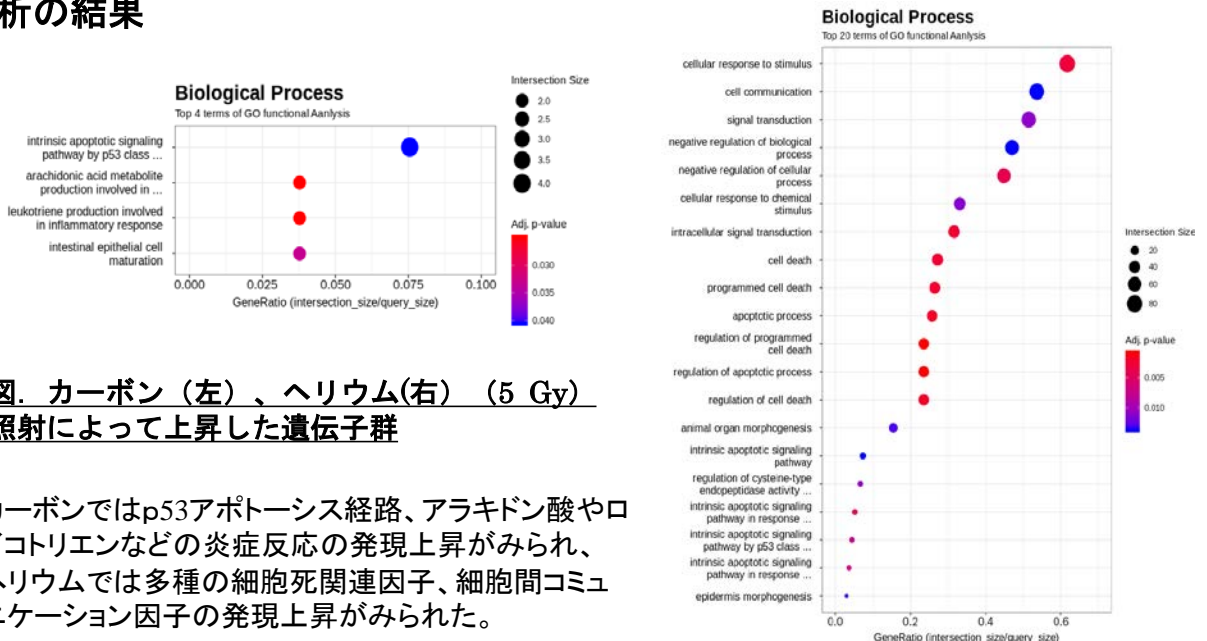 析の結果
Biological Process
Top 4 terms of GO functional Aanlysis
intrinsic apoptotic signaling
pathway by p53 class ...
arachidonic acid metabolite
production involved in ...
leukotriene production involved
in inflammatory response
intestinal epithelial cell
maturation
0.000 0.025 0.050 0.075 0.100
GeneRatio (intersection_size/query_size)
Intersection Size
2.0
2.5
3.0
3.5
4.0
Adj. p-value
0.030
0.035
0.040
図. カーボン（左）、ヘリウム(右）（5 Gy）
照射によって上昇した遺伝子群
カーボンではp53アポトーシス経路、アラキドン酸やロ
イコトリエンなどの炎症反応の発現上昇がみられ、
ヘリウムでは多種の細胞死関連因子、細胞間コミュ
ニケーション因子の発現上昇がみられた。
Biological Process
Top 20 terms of GO functional Aanlysis
cellular response to stimulus
cell communication
signal transduction
negative regulation of biological
process
negative regulation of cellular
process
cellular response to chemical
stimulus
intracellular signal transduction
cell death
programmed cell death
apoptotic process
regulation of programmed
cell death
regulation of apoptotic process
regulation of cell death
animal organ morphogenesis
intrinsic apoptotic signaling
pathway
regulation of cysteine-type
endopeptidase activity ...
intrinsic apoptotic signaling
pathway in response ...
intrinsic apoptotic signaling
pathway by p53 class ...
intrinsic apoptotic signaling
pathway in response ...
epidermis morphogenesis
0.0 0.2 0.4 0.6
GeneRatio (intersection_size/query_size)
Intersection Size
20
40
60
80
Adj. p-value
0.005
0.010